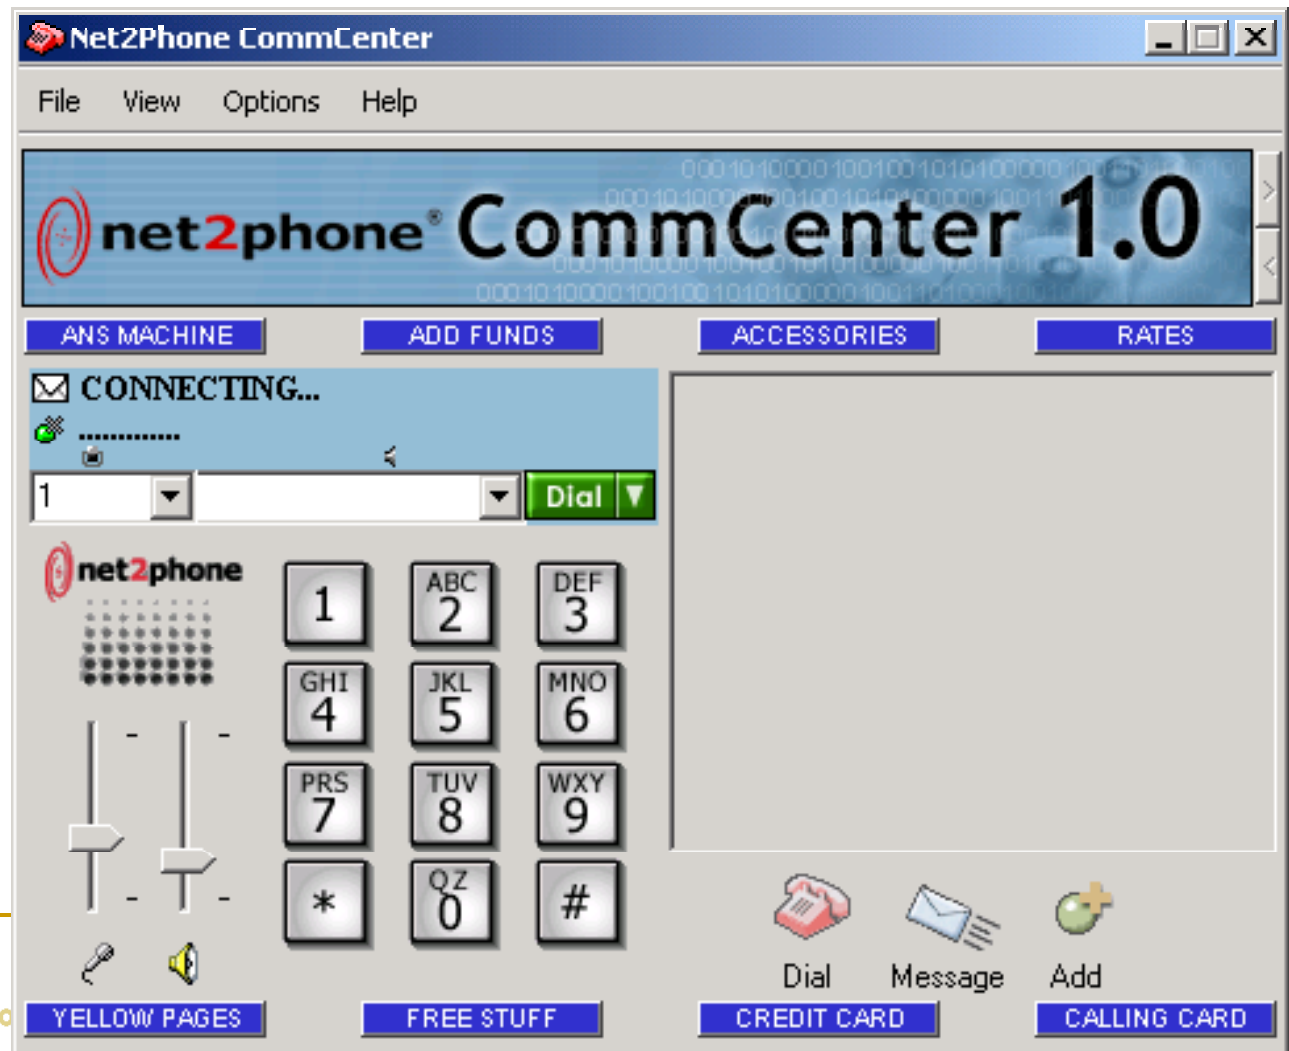 Net2Phone CommCenter
File View Options Help
net2phone® CommCenter 1.0
ANS MACHINE ADD FUNDS ACCESSORIES RATES
CONNECTING...
.............
1 Dial
net2phone
1 ABC 2 DEF 3
GHI 4 JKL 5 MNO 6
PRS 7 TUV 8 WXY 9
* QZ 0 #
Dial Message Add
YELLOW PAGES FREE STUFF CREDIT CARD CALLING CARD